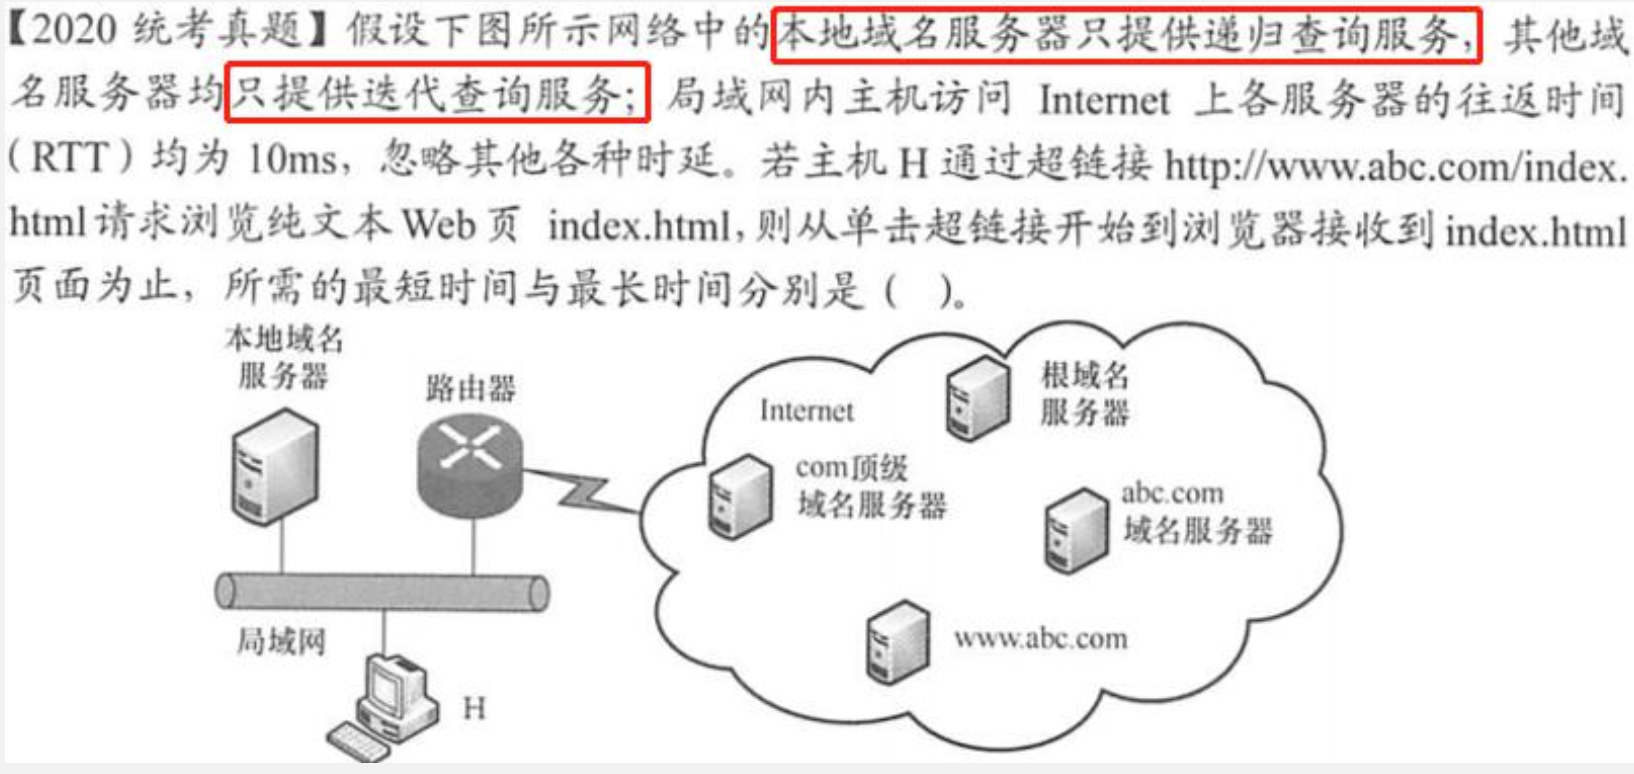 【2020 统考真题】假设下图所示网络中的本地域名服务器只提供递归查询服务，其他域
名服务器均只提供迭代查询服务；局域网内主机访问 Internet 上各服务器的往返时间
（RTT）均为 10ms，忽略其他各种时延。若主机 H 通过超链接 http://www.abc.com/index.
html 请求浏览纯文本 Web 页 index.html，则从单击超链接开始到浏览器接收到 index.html
页面为止，所需的最短时间与最长时间分别是（ ）。
本地域名
服务器
路由器
Internet
根域名
服务器
com顶级
域名服务器
abc.com
域名服务器
www.abc.com
局域网
H